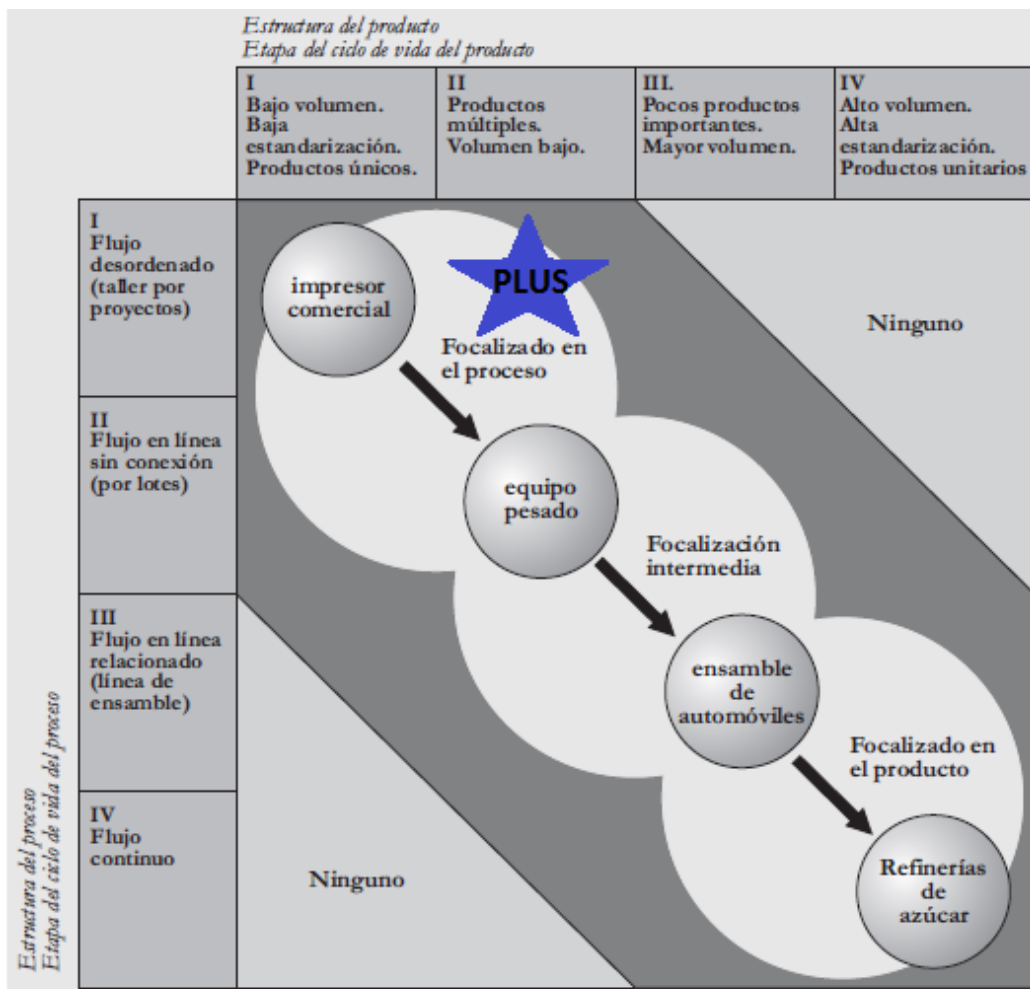 Estructura del producto
Etapa del ciclo de vida del producto
I
Bajo volumen.
Baja
estandarización.
Productos únicos.
II
Productos
múltiples.
Volumen bajo.
III.
Pocos productos
importantes.
Mayor volumen.
IV
Alto volumen.
Alta
estandarización.
Productos unitarios
I
Flujo
desordenado
(taller por
proyectos)
impresor
comercial
PLUS
Focalizado en
el proceso
Ninguno
II
Flujo en línea
sin conexión
(por lotes)
equipo
pesado
Focalización
intermedia
III
Flujo en línea
relacionado
(línea de
ensamble)
ensamble
de
automóviles
Focalizado en
el producto
IV
Flujo
continuo
Ninguno
Refinerías
de
azúcar
Estructura del proceso
Etapa del ciclo de vida del proceso